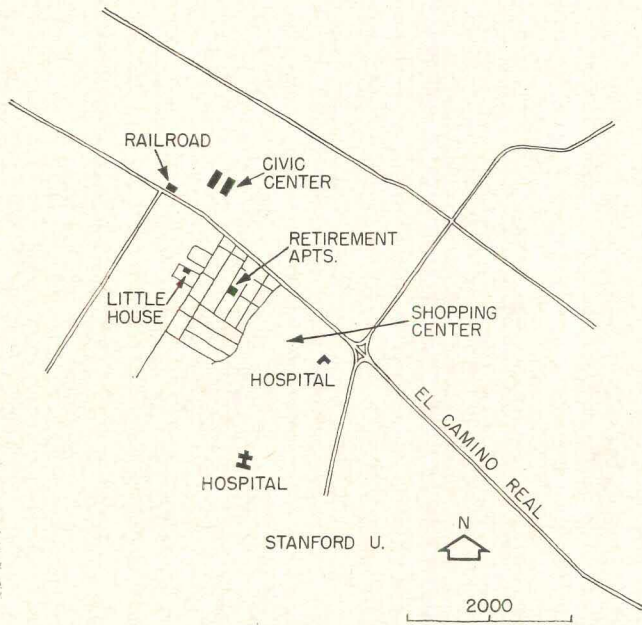 RAILROAD
CIVIC
CENTER
RETIREMENT
APTS.
LITTLE
HOUSE
SHOPPING
CENTER
HOSPITAL
EL CAMINO REAL
HOSPITAL
STANFORD U.
N
2000